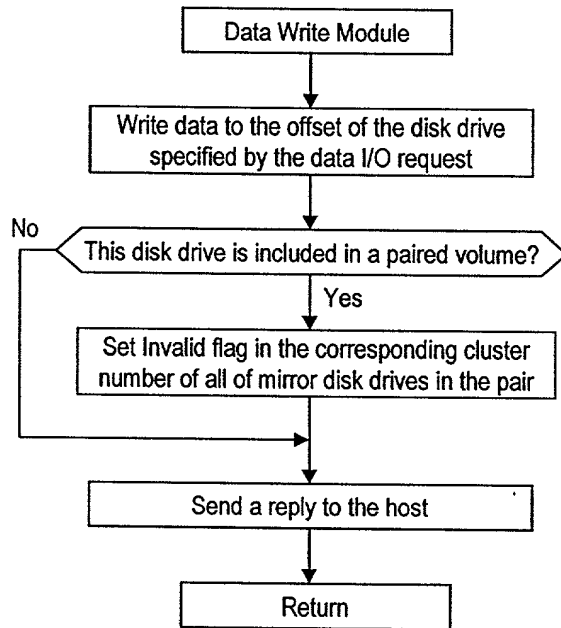 Data Write Module
Write data to the offset of the disk drive
specified by the data I/O request
No
This disk drive is included in a paired volume?
Yes
Set Invalid flag in the corresponding cluster
number of all of mirror disk drives in the pair
Send a reply to the host
Return